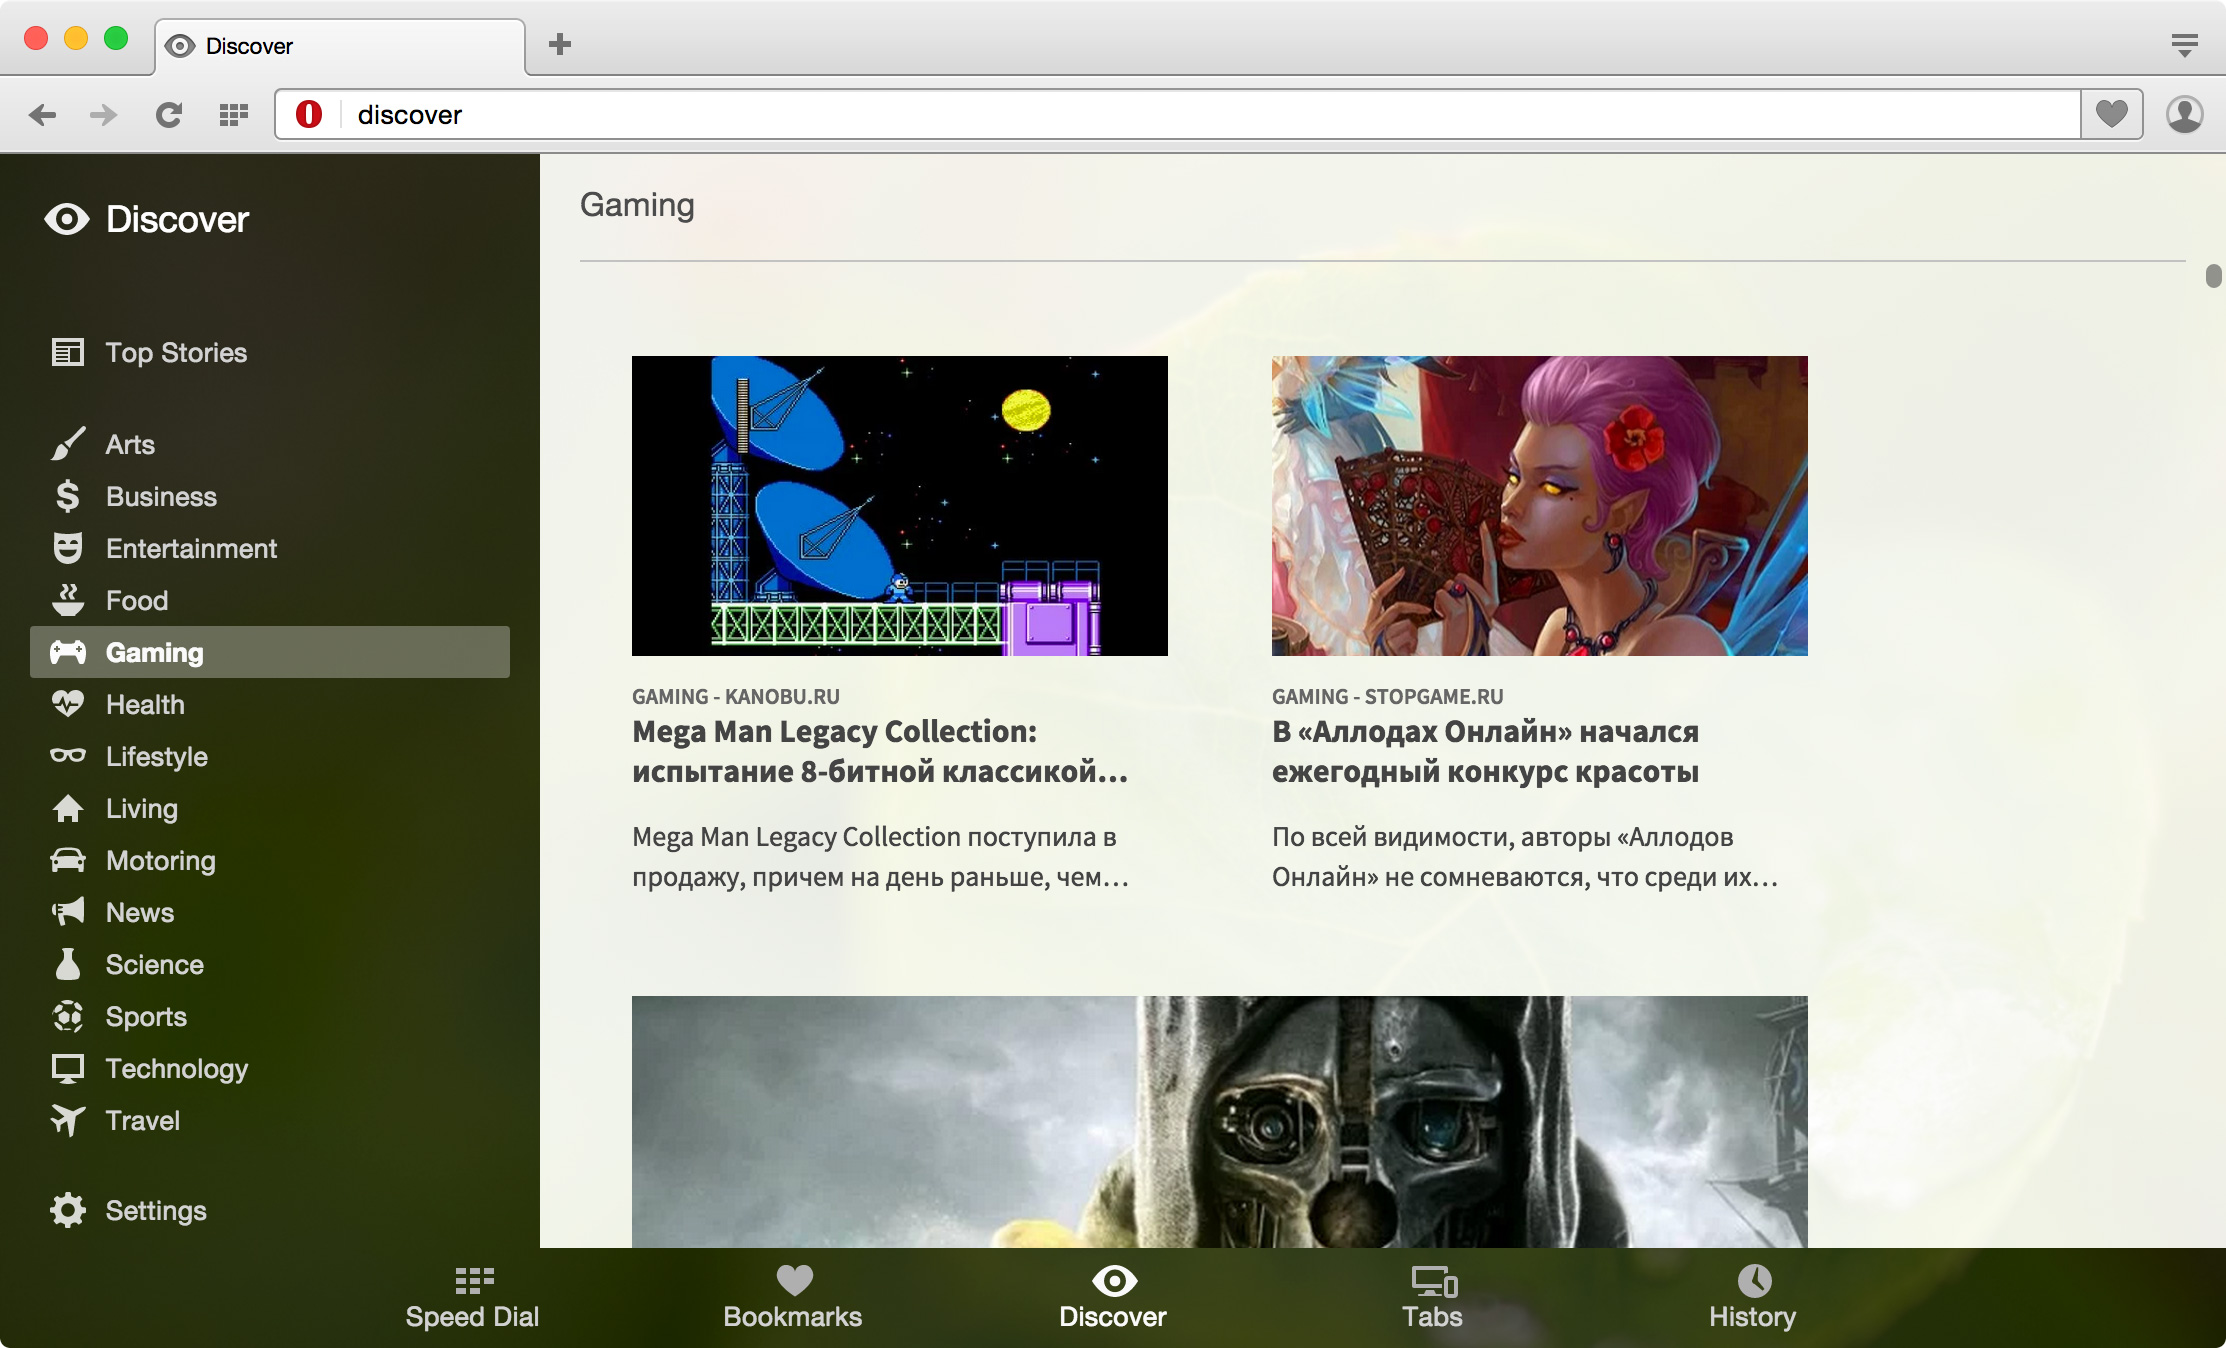 Discover
discover
Discover
Top Stories
Arts
Business
Entertainment
Food
Gaming
Health
Lifestyle
Living
Motoring
News
Science
Sports
Technology
Travel
Settings
Gaming
GAMING - KANOBU.RU
Mega Man Legacy Collection:
испытание 8-битной классикой…
Mega Man Legacy Collection поступила в
продажу, причем на день раньше, чем…
GAMING - STOPGAME.RU
В «Аллодах Онлайн» начался
ежегодный конкурс красоты
По всей видимости, авторы «Аллодов
Онлайн» не сомневаются, что среди их…
Speed Dial
Bookmarks
Discover
Tabs
History